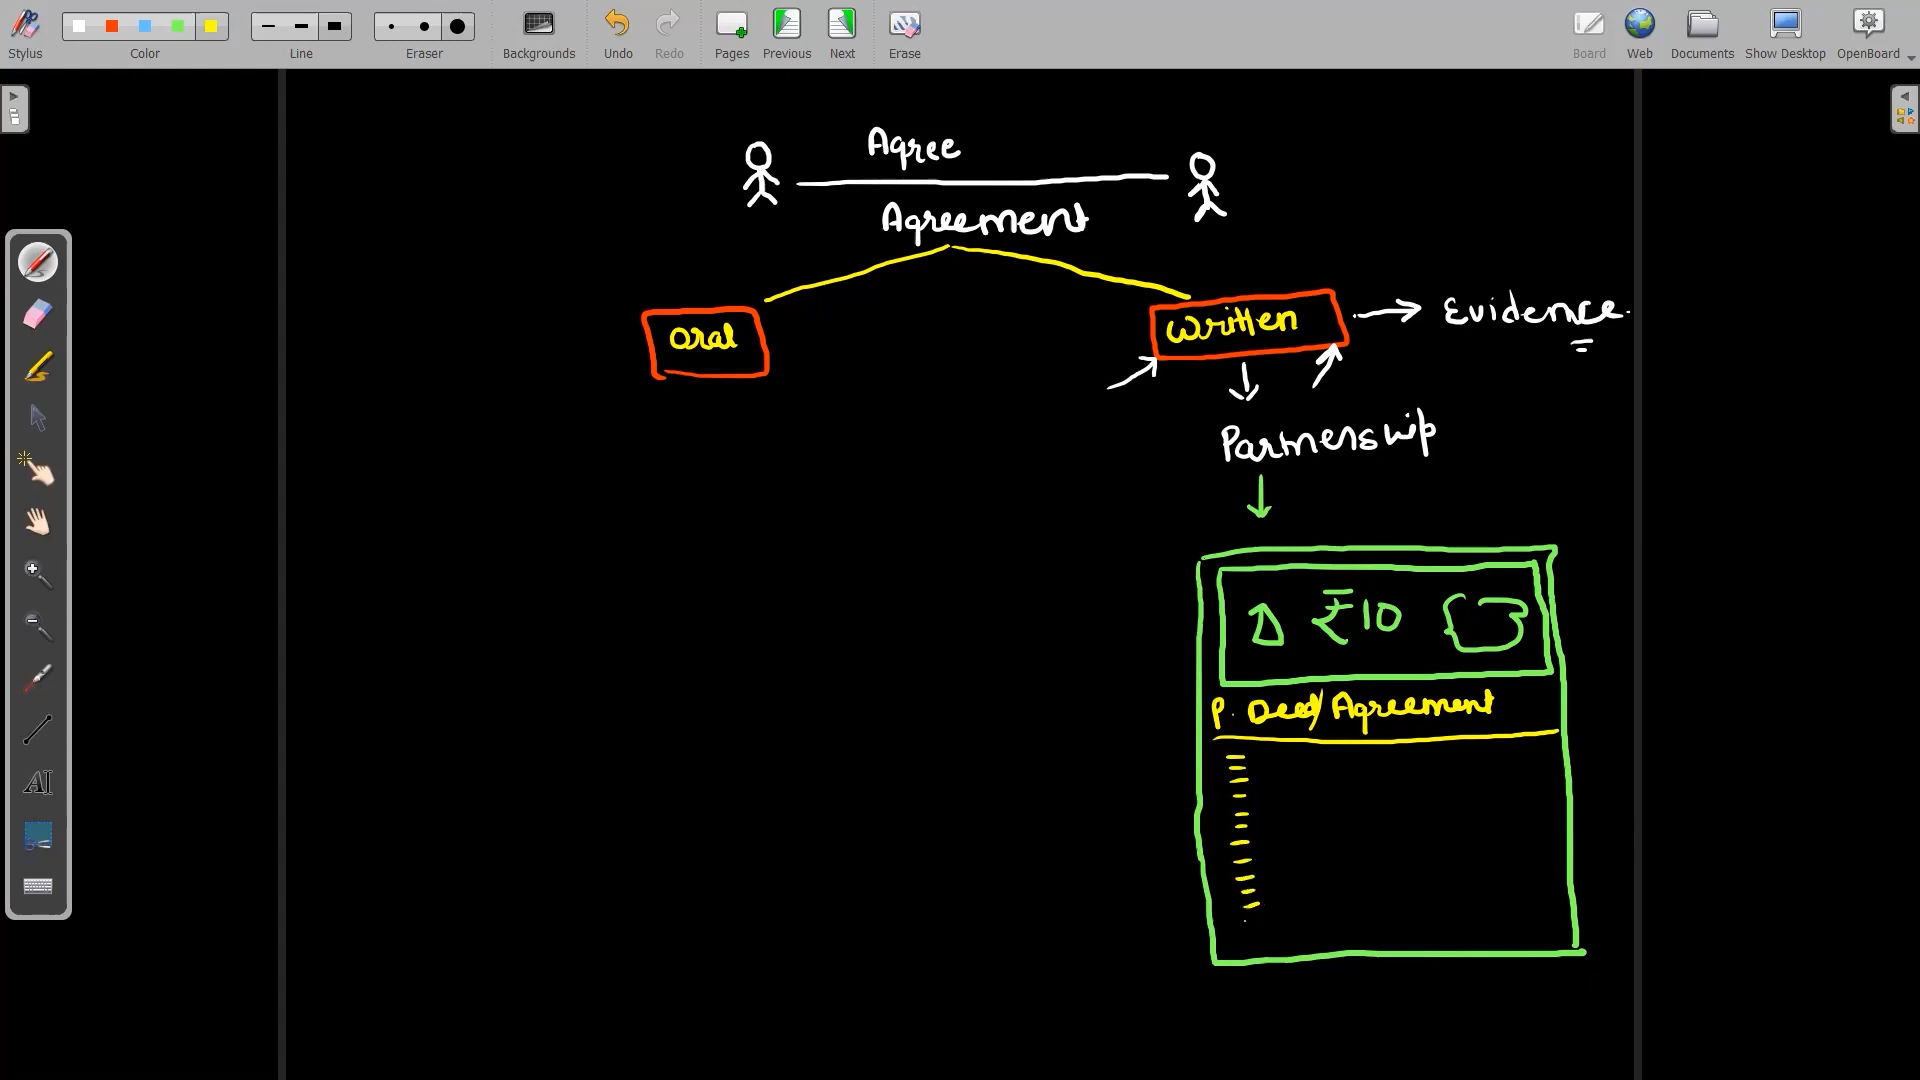 Stylus
Color
Line
Eraser
Backgrounds
Undo
Redo
Pages
Previous
Next
Erase
Board
Web
Documents
Show Desktop
OpenBoard
Agree
Agreement
Oral
Written
Evidence.
Partnership
₹10
P. Deed/Agreement
AI